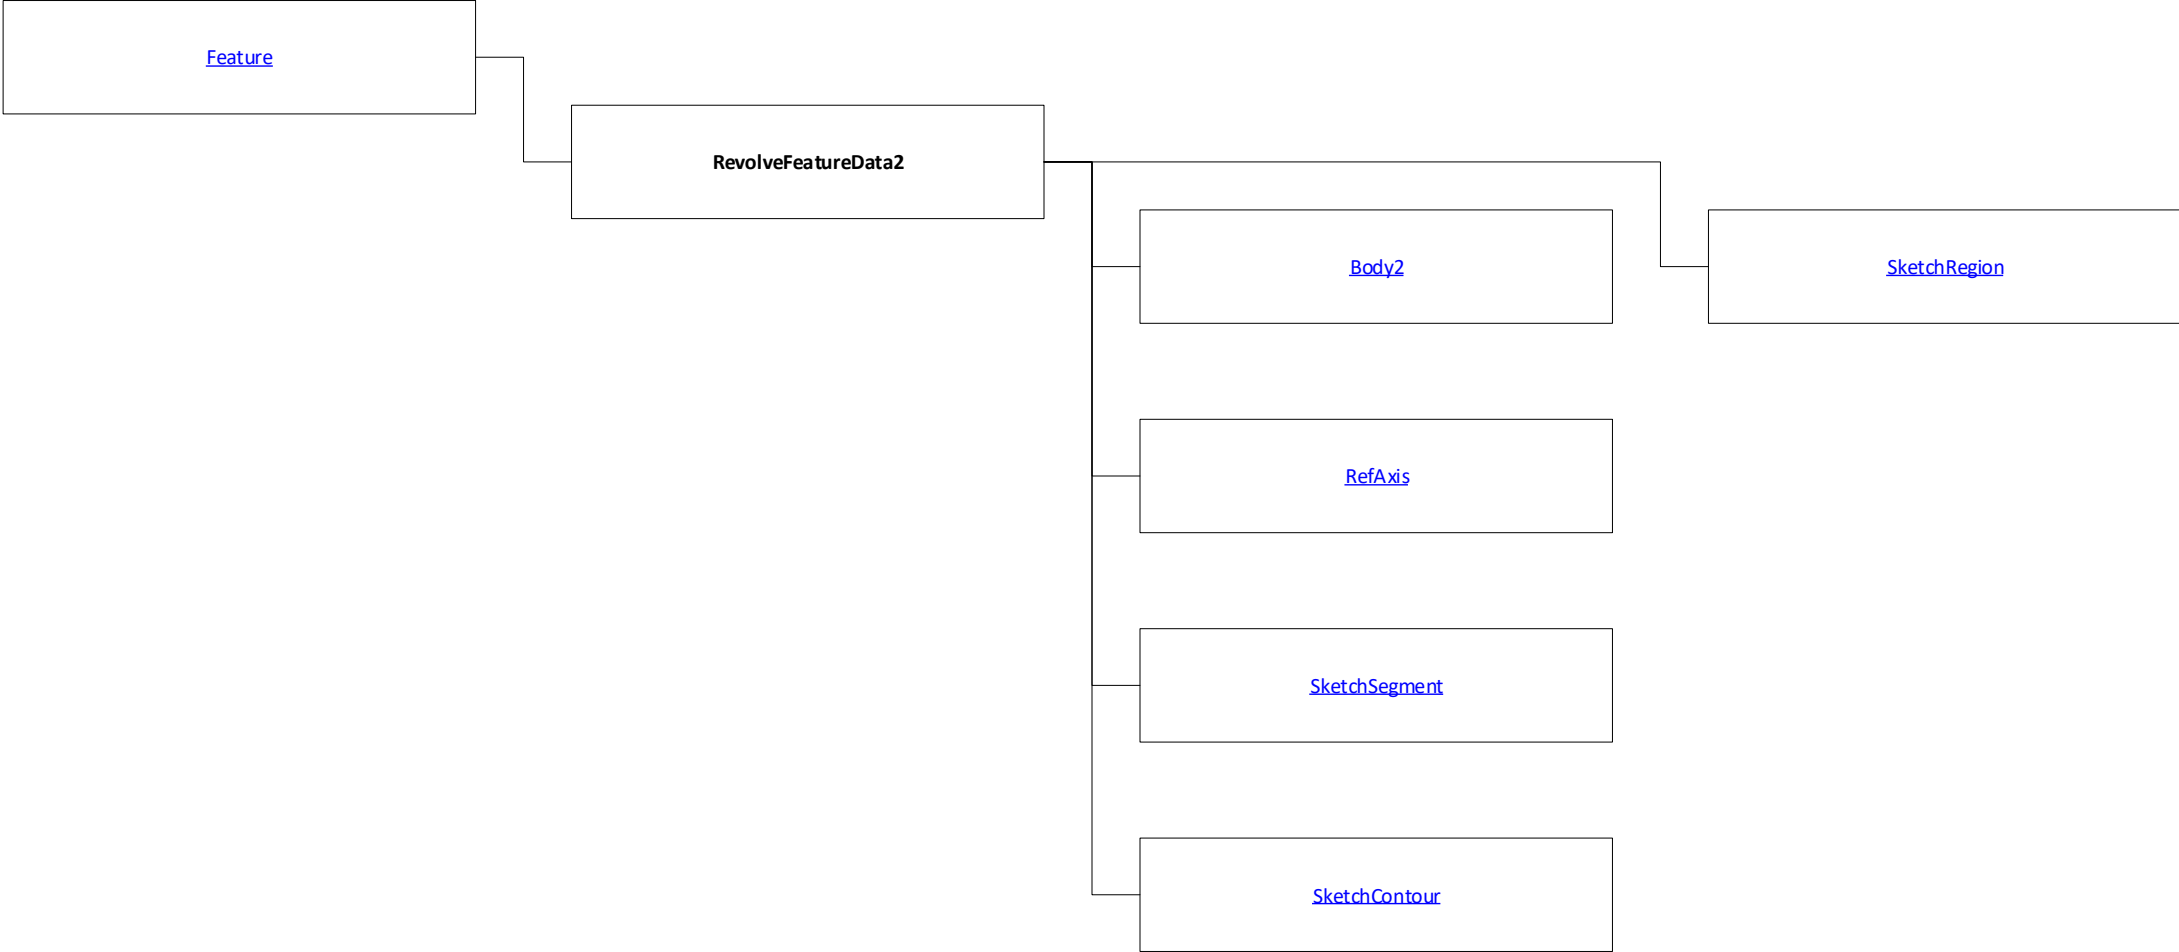 Feature
RevolveFeatureData2
Body2
SketchRegion
RefAxis
SketchSegment
SketchContour